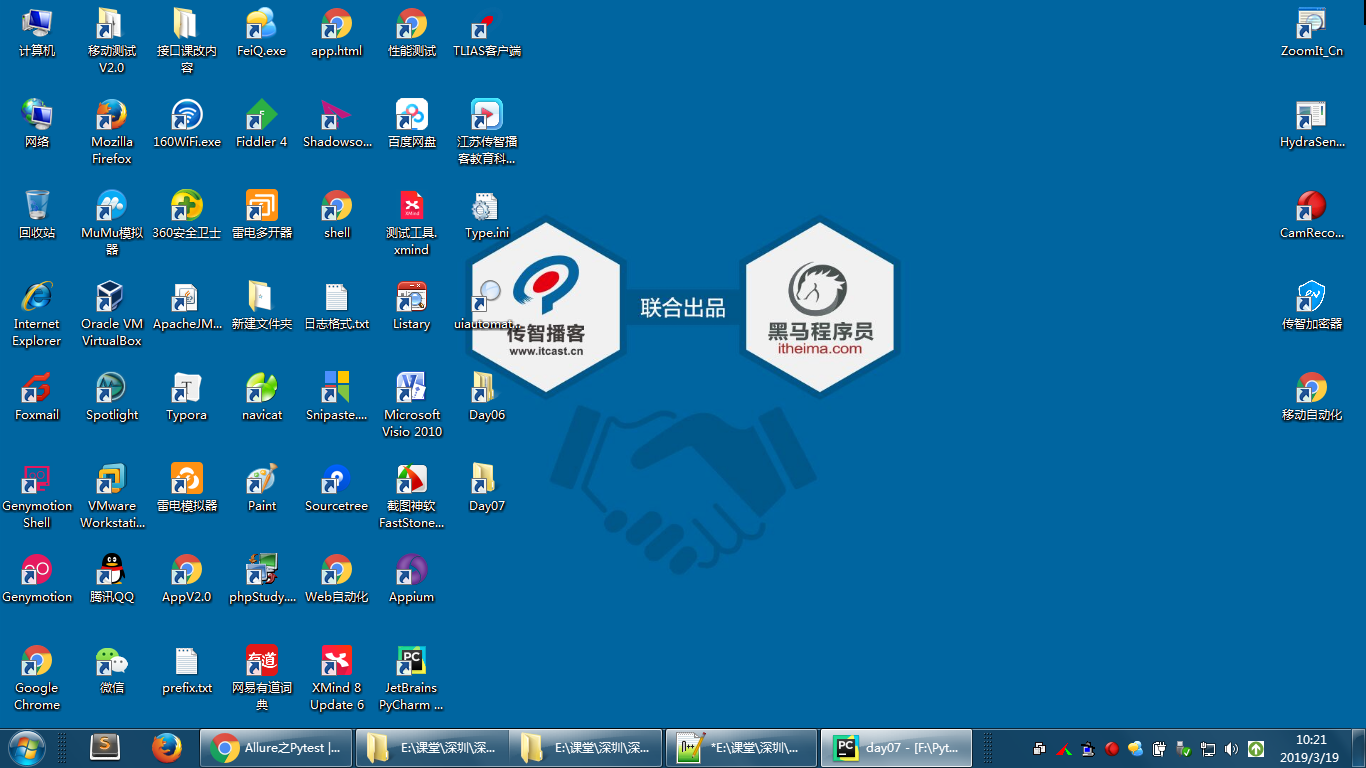 计算机
移动测试
V2.0
接口课改内
容
FeiQ.exe
app.html
性能测试
TLIAS客户端
ZoomIt_Cn
网络
Mozilla
Firefox
160WiFi.exe
Fiddler 4
Shadowso...
百度网盘
江苏传智播
客教育科...
HydraSen...
回收站
MuMu模拟
器
360安全卫士
雷电多开器
shell
测试工具.
xmind
Type.ini
CamReco...
Internet
Explorer
Oracle VM
VirtualBox
ApacheJM...
新建文件夹
日志格式.txt
Listary
uiautomat...
传智播客
www.itcast.cn
联合出品
黑马程序员
itheima.com
传智加密器
Foxmail
Spotlight
Typora
navicat
Snipaste....
Microsoft
Visio 2010
Day06
移动自动化
Genymotion
Shell
VMware
Workstati...
雷电模拟器
Paint
Sourcetree
截图神软
FastStone...
Day07
Genymotion
腾讯QQ
AppV2.0
phpStudy....
Web自动化
Appium
Google
Chrome
微信
prefix.txt
有道
网易有道词
典
XMind 8
Update 6
PC
JetBrains
PyCharm ...
Allure之Pytest |...
E:\课堂\深圳\深...
E:\课堂\深圳\深...
*E:\课堂\深圳\...
PC
day07 - [F:\Pyt...
10:21
2019/3/19